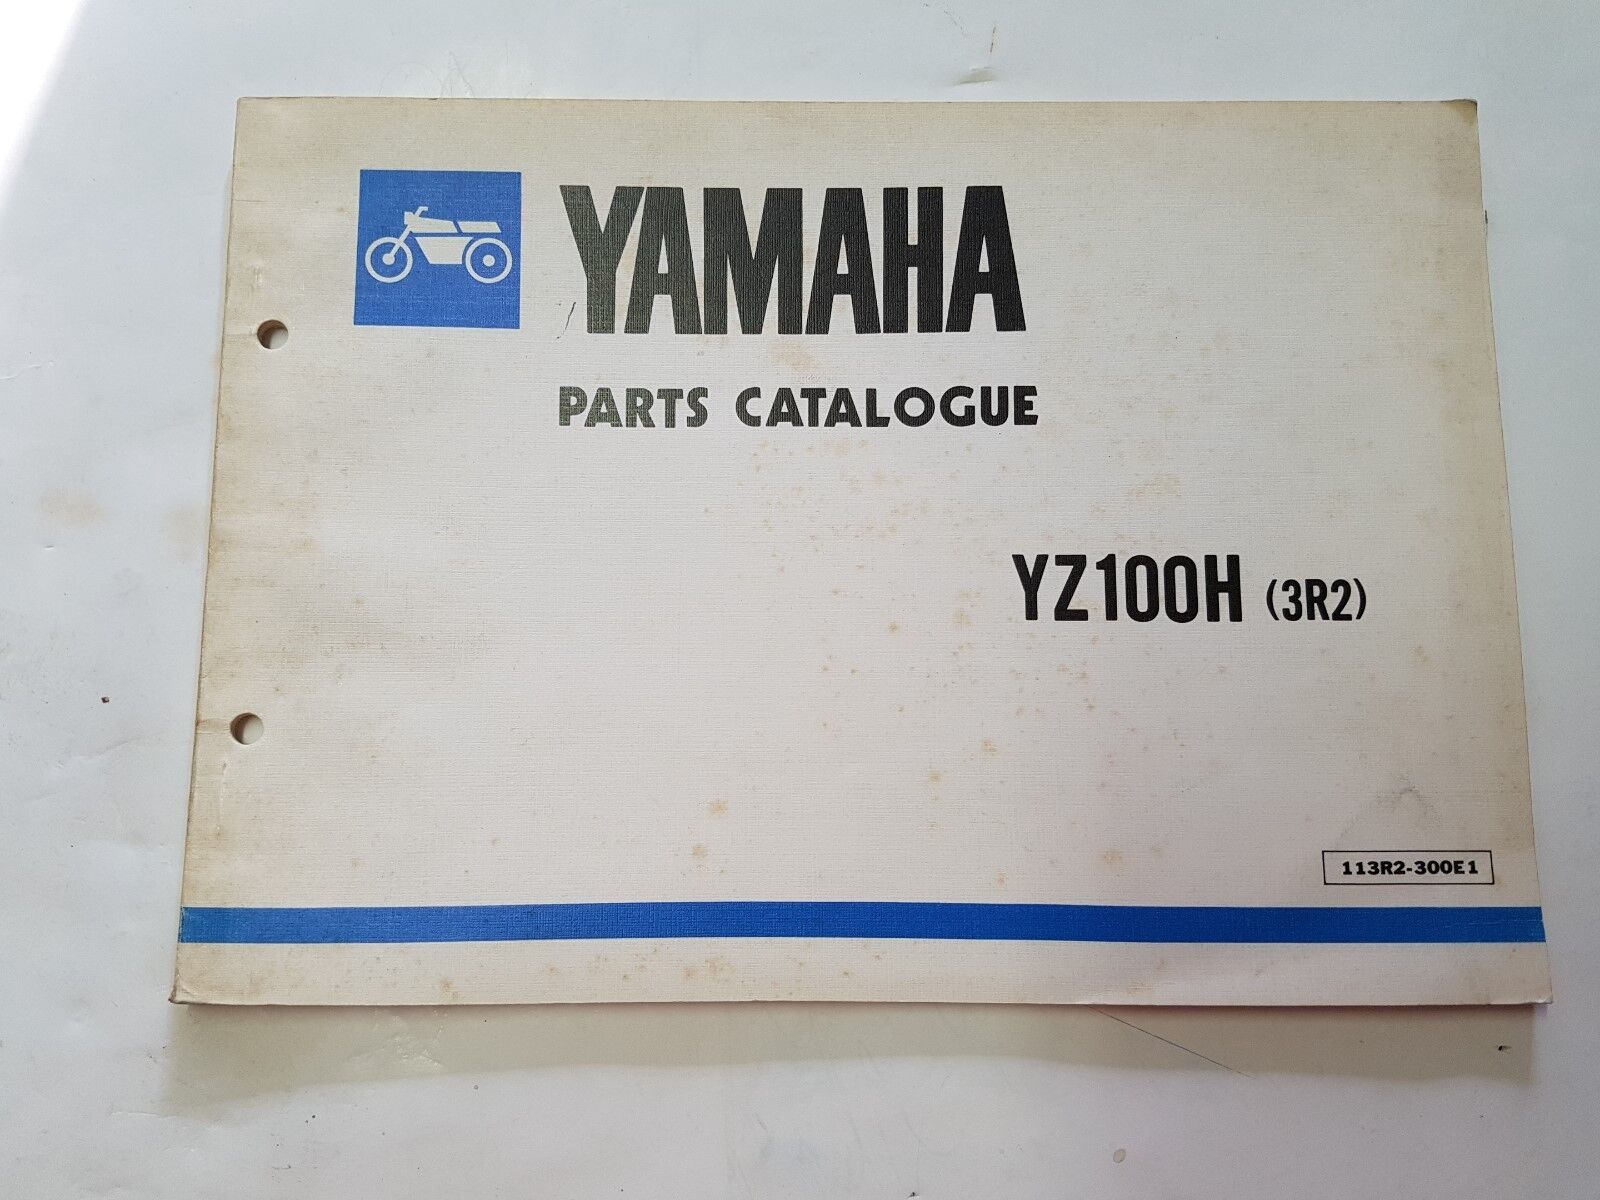 YAMAHA
PARTS CATALOGUE
YZ100H (3R2)
113R2-300E1